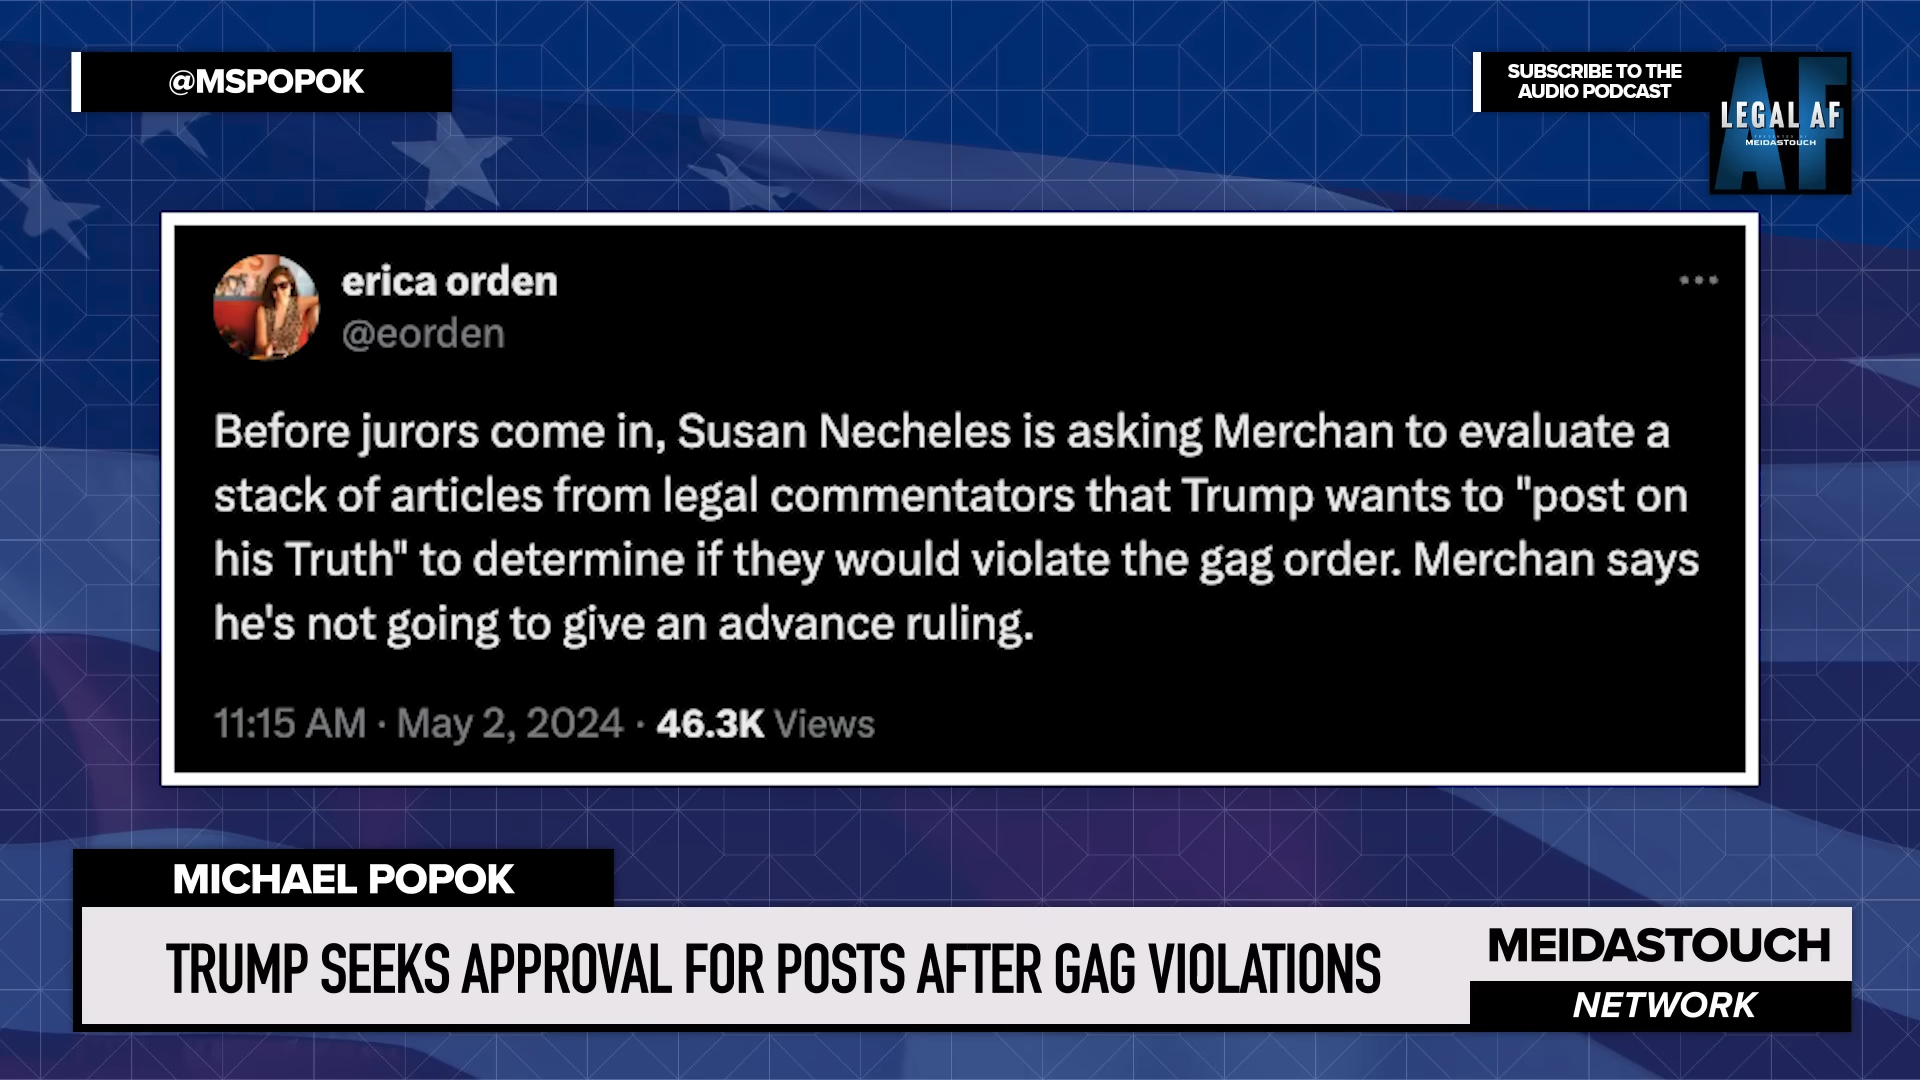 @MSPOPOK
SUBSCRIBE TO THE
AUDIO PODCAST
LEGAL AF
MEIDASTOUCH
erica orden
@eorden
Before jurors come in, Susan Necheles is asking Merchan to evaluate a
stack of articles from legal commentators that Trump wants to "post on
his Truth" to determine if they would violate the gag order. Merchan says
he's not going to give an advance ruling.
11:15 AM · May 2, 2024 · 46.3K Views
MICHAEL POPOK
TRUMP SEEKS APPROVAL FOR POSTS AFTER GAG VIOLATIONS
MEIDASTOUCH
NETWORK